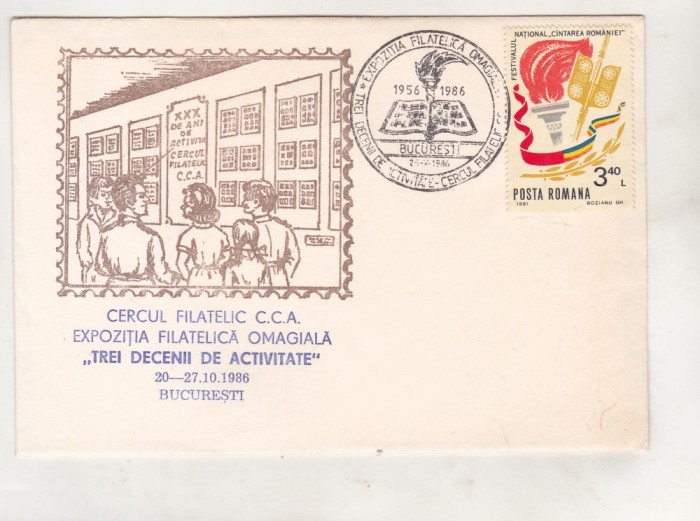 XXX
DE ANI
DE
ACTIVITA
CERCUL
FILATELIC
C.C.A.
CERCUL FILATELIC C.C.A.
EXPOZIȚIA FILATELICĂ OMAGIALĂ
„TREI DECENII DE ACTIVITATE"
20—27.10.1986
BUCUREȘTI
EXPOZIȚIA FILATELICĂ OMAGIALĂ
TREI DECENII DE ACTIVITATE - CERCUL FILATELIC
1956 1986
BUCUREȘTI
1986
FESTIVALUL NAȚIONAL „CÎNTAREA ROMÂNIEI"
3 40 L
POSTA ROMANA
1981 BOZIANU GH.